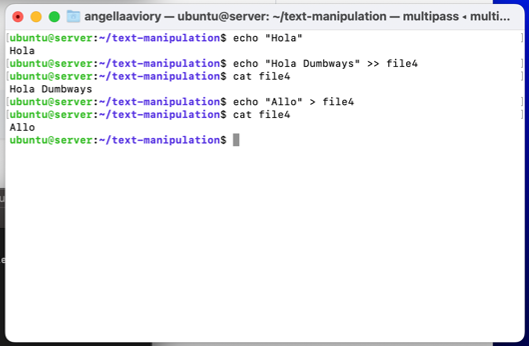 angellaaviory — ubuntu@server: ~/text-manipulation — multipass ‹ multi...
ubuntu@server:~/text-manipulation$ echo "Hola"
Hola
ubuntu@server:~/text-manipulation$ echo "Hola Dumbways" >> file4
ubuntu@server:~/text-manipulation$ cat file4
Hola Dumbways
ubuntu@server:~/text-manipulation$ echo "Allo" > file4
ubuntu@server:~/text-manipulation$ cat file4
Allo
ubuntu@server:~/text-manipulation$